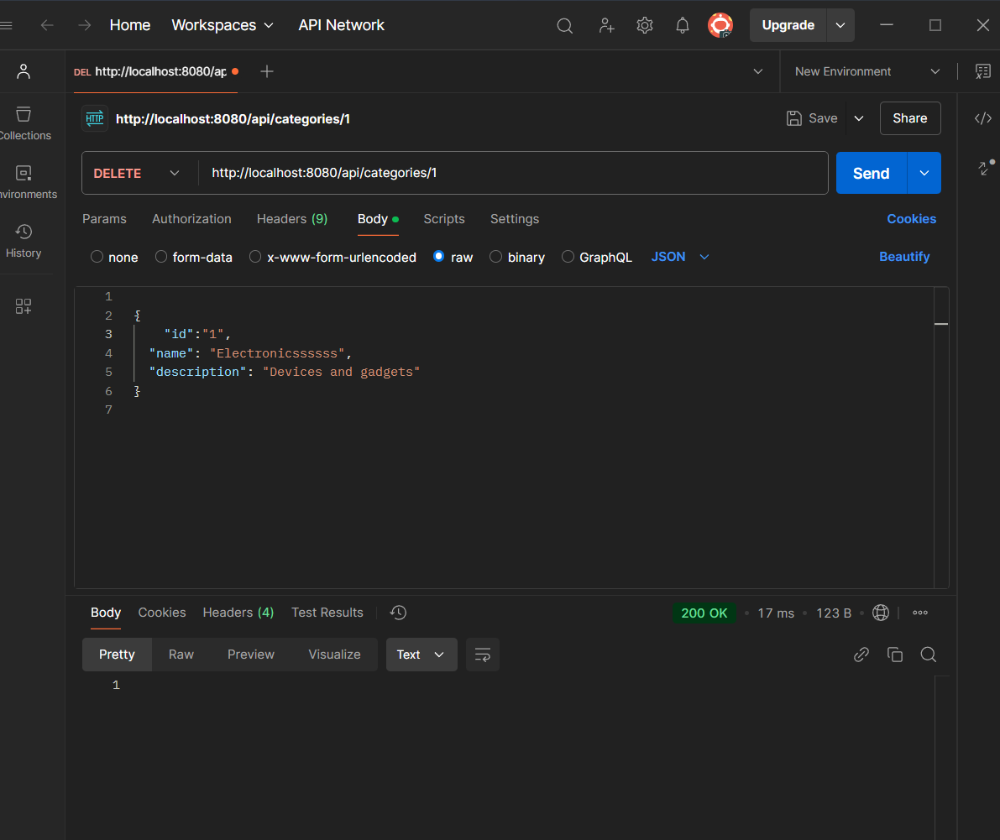 Home Workspaces API Network Upgrade
DEL http://localhost:8080/ap New Environment
HTTP http://localhost:8080/api/categories/1 Save Share
Collections
DELETE http://localhost:8080/api/categories/1 Send
nvironments
Params Authorization Headers (9) Body Scripts Settings Cookies
History
none form-data x-www-form-urlencoded raw binary GraphQL JSON Beautify
1
2 {
3 "id":"1",
4 "name": "Electronicssssss",
5 "description": "Devices and gadgets"
6 }
7
Body Cookies Headers (4) Test Results 200 OK • 17 ms • 123 B •
Pretty Raw Preview Visualize Text
1